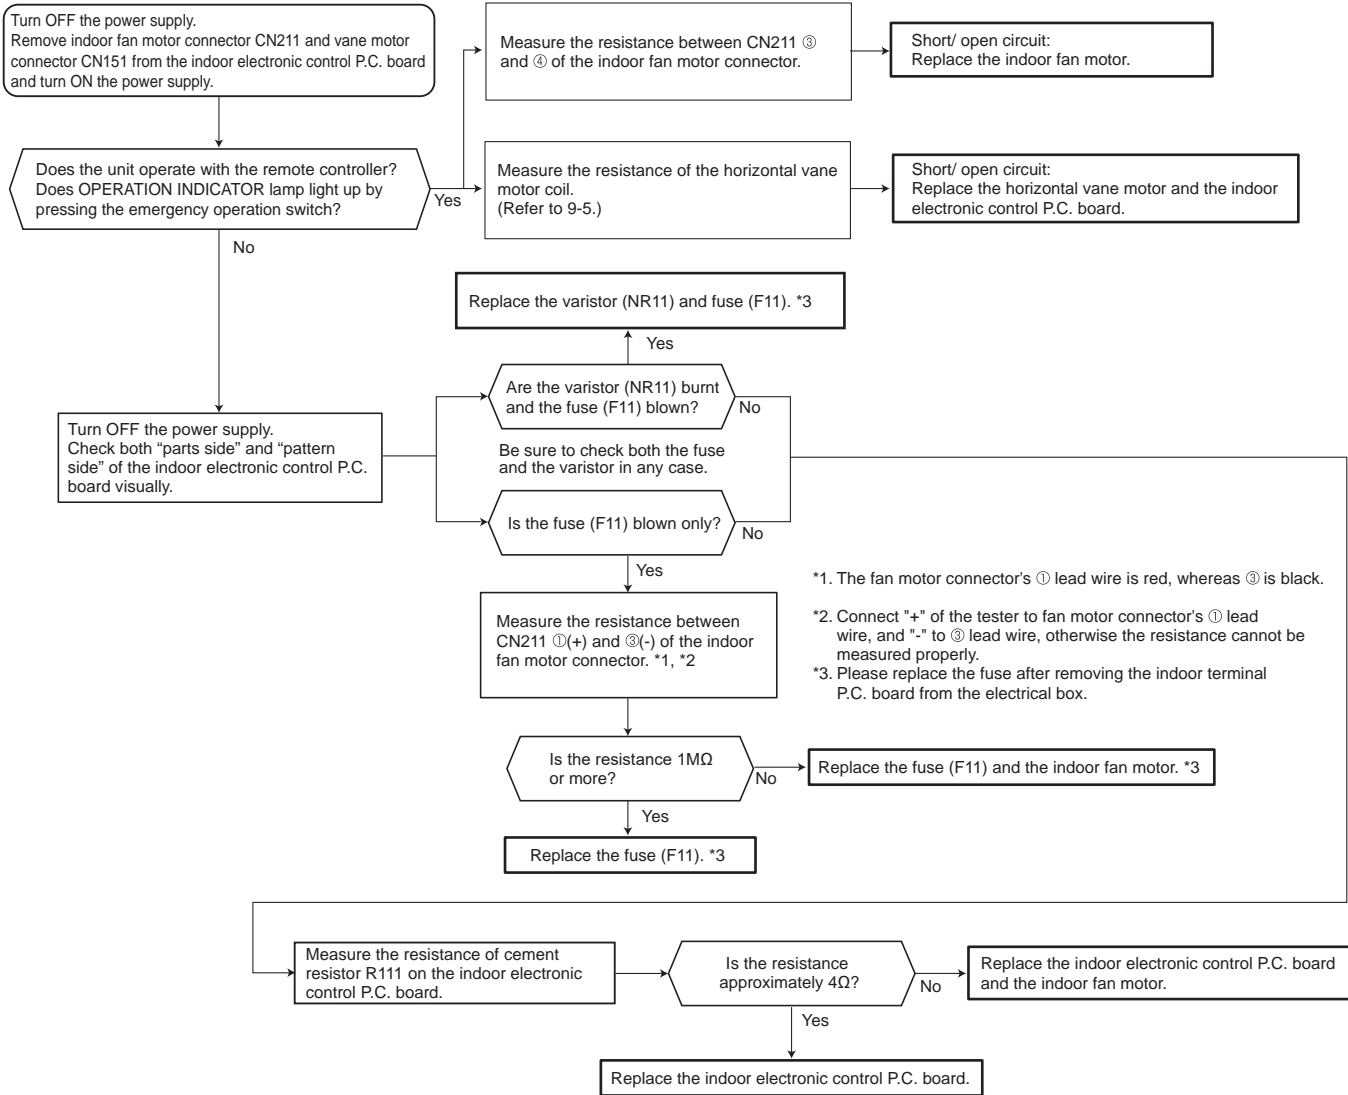 Turn OFF the power supply.
Remove indoor fan motor connector CN211 and vane motor
connector CN151 from the indoor electronic control P.C. board
and turn ON the power supply.
Measure the resistance between CN211 ③
and ④ of the indoor fan motor connector.
Short/ open circuit:
Replace the indoor fan motor.
Does the unit operate with the remote controller?
Does OPERATION INDICATOR lamp light up by
pressing the emergency operation switch?
Yes
Measure the resistance of the horizontal vane
motor coil.
(Refer to 9-5.)
Short/ open circuit:
Replace the horizontal vane motor and the indoor
electronic control P.C. board.
No
Replace the varistor (NR11) and fuse (F11). *3
Yes
Are the varistor (NR11) burnt
and the fuse (F11) blown?
No
Turn OFF the power supply.
Check both “parts side” and “pattern
side” of the indoor electronic control P.C.
board visually.
Be sure to check both the fuse
and the varistor in any case.
Is the fuse (F11) blown only?
No
Yes
Measure the resistance between
CN211 ①(+) and ③(-) of the indoor
fan motor connector. *1, *2
*1. The fan motor connector's ① lead wire is red, whereas ③ is black.
*2. Connect "+" of the tester to fan motor connector's ① lead
wire, and "-" to ③ lead wire, otherwise the resistance cannot be
measured properly.
*3. Please replace the fuse after removing the indoor terminal
P.C. board from the electrical box.
Is the resistance 1MΩ
or more?
No
Replace the fuse (F11) and the indoor fan motor. *3
Yes
Replace the fuse (F11). *3
Measure the resistance of cement
resistor R111 on the indoor electronic
control P.C. board.
Is the resistance
approximately 4Ω?
No
Replace the indoor electronic control P.C. board
and the indoor fan motor.
Yes
Replace the indoor electronic control P.C. board.